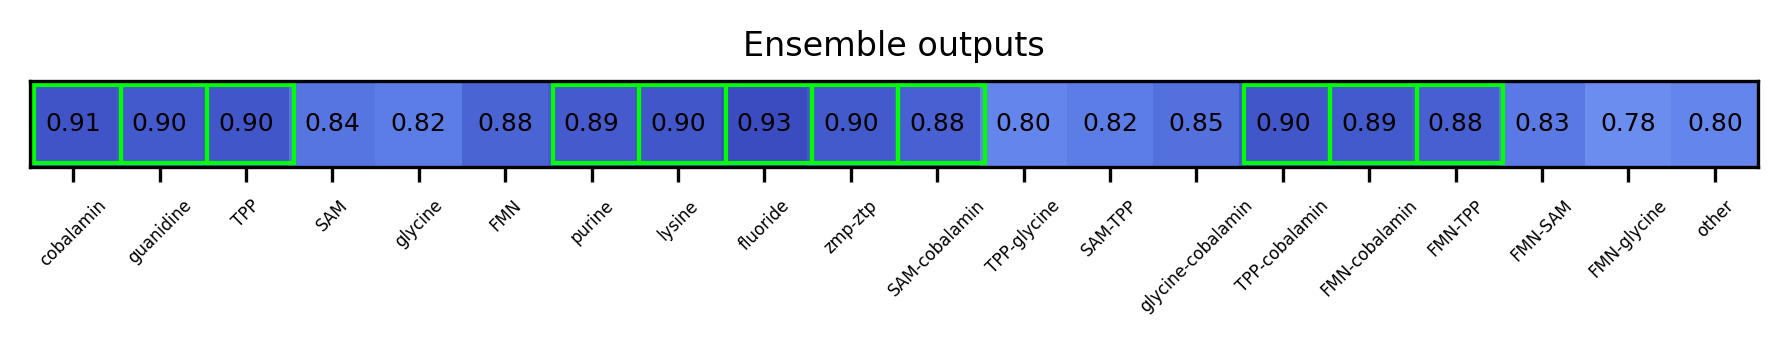 Ensemble outputs
0.91 0.90 0.90 0.84 0.82 0.88 0.89 0.90 0.93 0.90 0.88 0.80 0.82 0.85 0.90 0.89 0.88 0.83 0.78 0.80
cobalamin guanidine TPP SAM glycine FMN purine lysine fluoride zmp-ztp SAM-cobalamin TPP-glycine SAM-TPP glycine-cobalamin TPP-cobalamin FMN-cobalamin FMN-TPP FMN-SAM FMN-glycine other